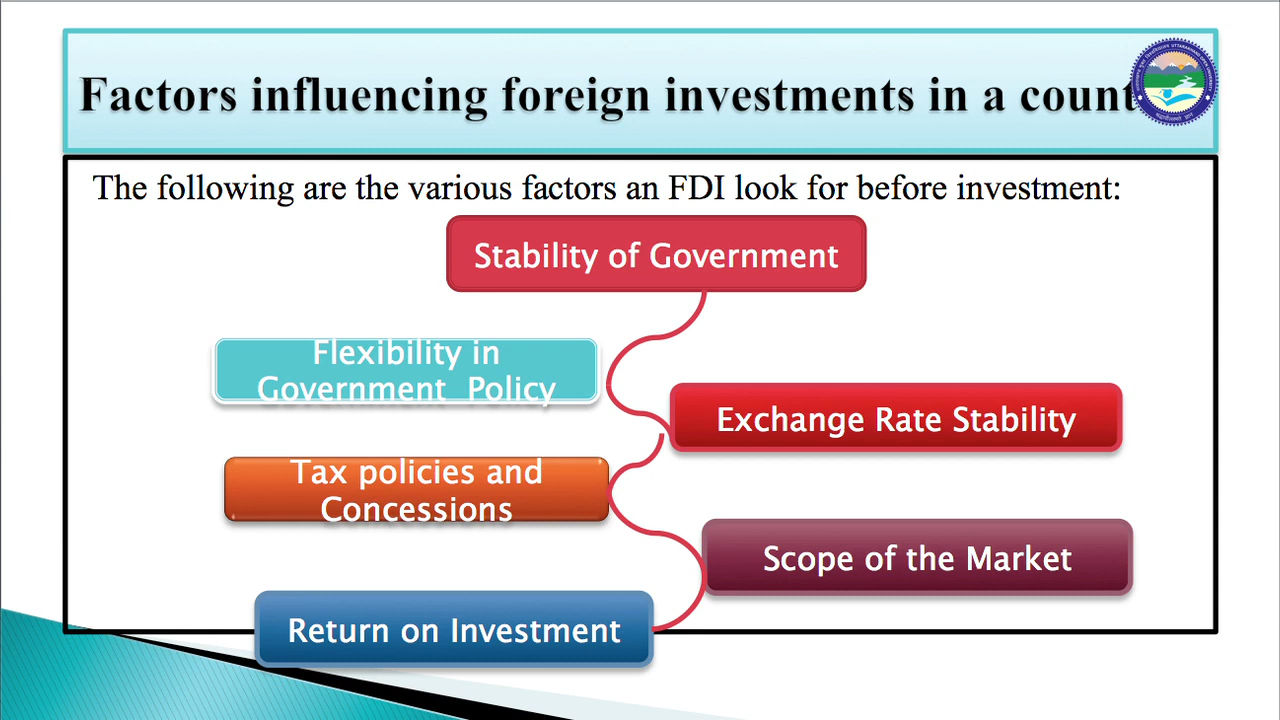 Factors influencing foreign investments in a count
The following are the various factors an FDI look for before investment:
Stability of Government
Flexibility in
Government Policy
Exchange Rate Stability
Tax policies and
Concessions
Scope of the Market
Return on Investment